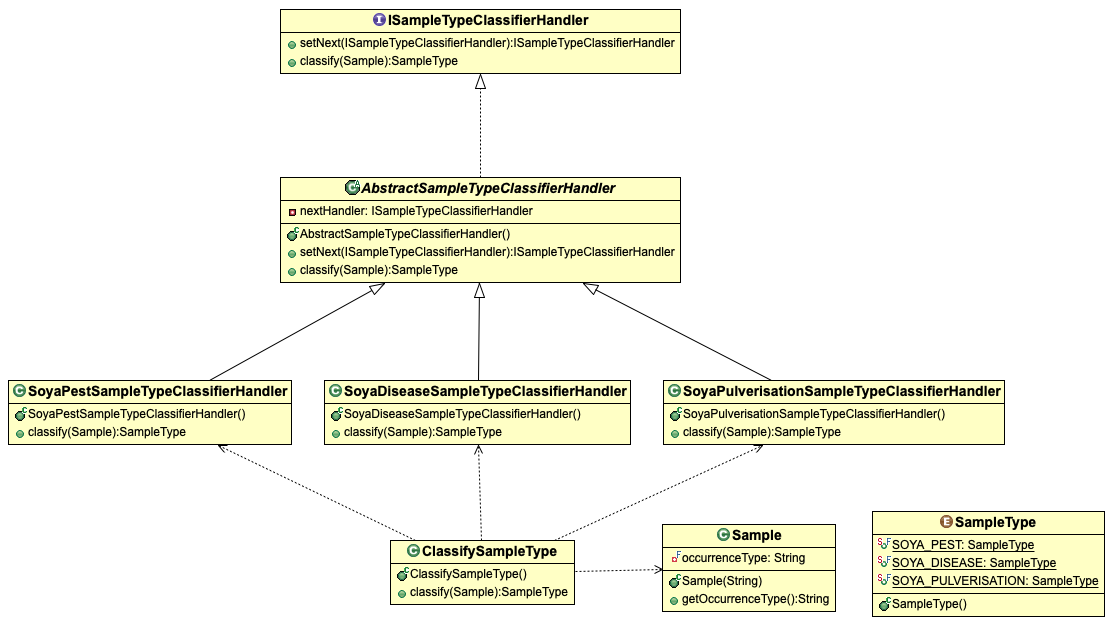 ISampleTypeClassifierHandler
setNext(ISampleTypeClassifierHandler):ISampleTypeClassifierHandler
classify(Sample):SampleType
AbstractSampleTypeClassifierHandler
nextHandler: ISampleTypeClassifierHandler
AbstractSampleTypeClassifierHandler()
setNext(ISampleTypeClassifierHandler):ISampleTypeClassifierHandler
classify(Sample):SampleType
SoyaPestSampleTypeClassifierHandler
SoyaPestSampleTypeClassifierHandler()
classify(Sample):SampleType
SoyaDiseaseSampleTypeClassifierHandler
SoyaDiseaseSampleTypeClassifierHandler()
classify(Sample):SampleType
SoyaPulverisationSampleTypeClassifierHandler
SoyaPulverisationSampleTypeClassifierHandler()
classify(Sample):SampleType
ClassifySampleType
ClassifySampleType()
classify(Sample):SampleType
Sample
occurrenceType: String
Sample(String)
getOccurrenceType():String
SampleType
SOYA_PEST: SampleType
SOYA_DISEASE: SampleType
SOYA_PULVERISATION: SampleType
SampleType()